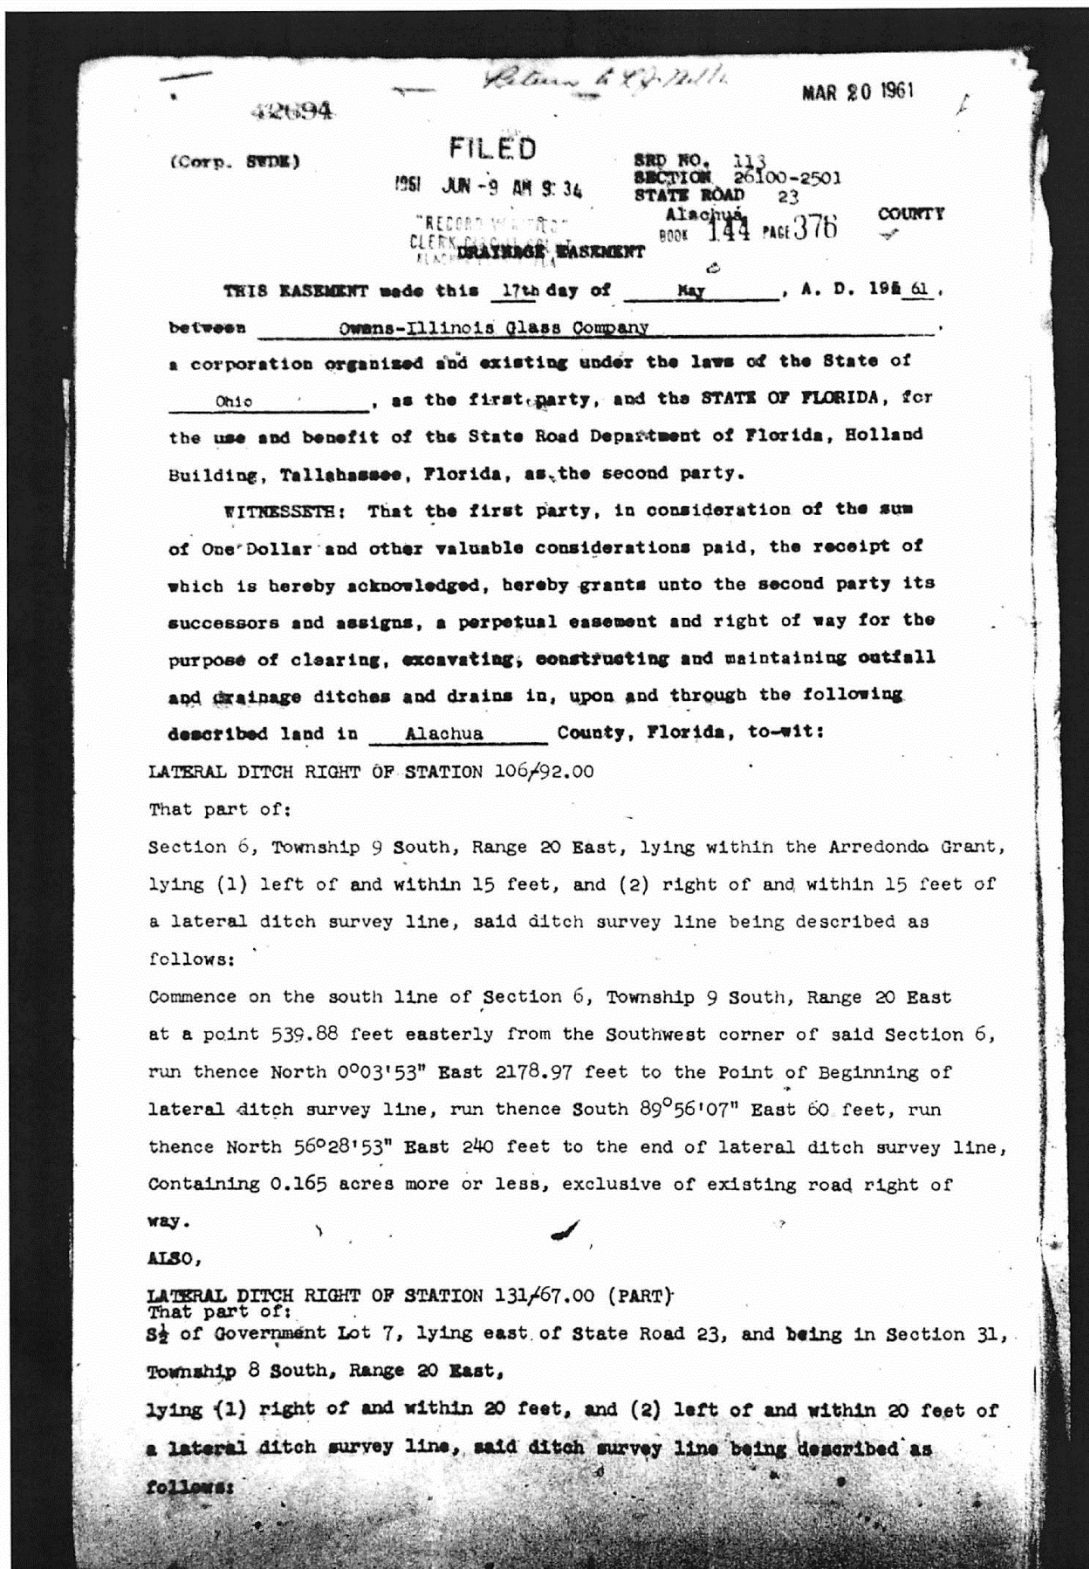 Return to
MAR 20 1961
42694
FILED
(Corp. SWDE)
SRD NO. 113
SECTION 26100-2501
1961 JUN -9 AM 9:34
STATE ROAD 23
Alachua COUNTY
"RECORD
BOOK 144 PAGE 376
CLERK
DRAINAGE EASEMENT
THIS EASEMENT made this 17th day of May, A. D. 196 61,
between Owens-Illinois Glass Company,
a corporation organized and existing under the laws of the State of
Ohio, as the first party, and the STATE OF FLORIDA, for
the use and benefit of the State Road Department of Florida, Holland
Building, Tallahassee, Florida, as the second party.
WITNESSETH: That the first party, in consideration of the sum
of One Dollar and other valuable considerations paid, the receipt of
which is hereby acknowledged, hereby grants unto the second party its
successors and assigns, a perpetual easement and right of way for the
purpose of clearing, excavating, constructing and maintaining outfall
and drainage ditches and drains in, upon and through the following
described land in Alachua County, Florida, to-wit:
LATERAL DITCH RIGHT OF STATION 106/92.00
That part of:
Section 6, Township 9 South, Range 20 East, lying within the Arredondo Grant,
lying (1) left of and within 15 feet, and (2) right of and within 15 feet of
a lateral ditch survey line, said ditch survey line being described as
follows:
Commence on the south line of Section 6, Township 9 South, Range 20 East
at a point 539.88 feet easterly from the Southwest corner of said Section 6,
run thence North 0°03'53" East 2178.97 feet to the Point of Beginning of
lateral ditch survey line, run thence South 89°56'07" East 60 feet, run
thence North 56°28'53" East 240 feet to the end of lateral ditch survey line,
Containing 0.165 acres more or less, exclusive of existing road right of
way.
ALSO,
LATERAL DITCH RIGHT OF STATION 131/67.00 (PART)
That part of:
S½ of Government Lot 7, lying east of State Road 23, and being in Section 31,
Township 8 South, Range 20 East,
lying (1) right of and within 20 feet, and (2) left of and within 20 feet of
a lateral ditch survey line, said ditch survey line being described as
follows: